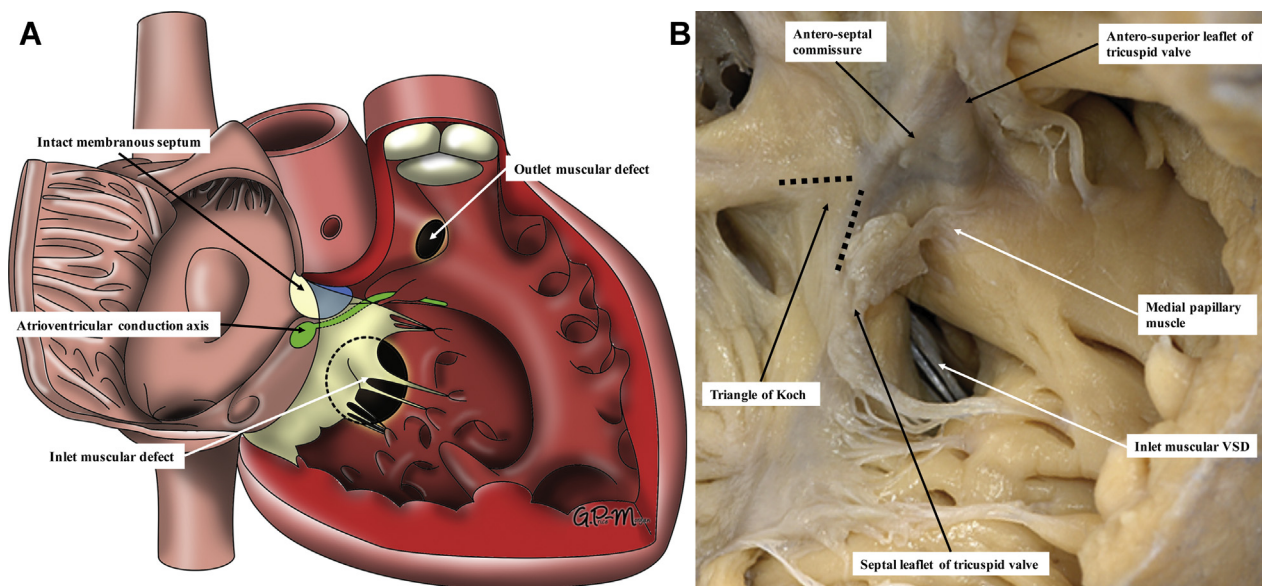 A
Intact membranous septum
Outlet muscular defect
Atrioventricular conduction axis
Inlet muscular defect
B
Antero-septal
commissure
Antero-superior leaflet of
tricuspid valve
Medial papillary
muscle
Triangle of
Koch
Inlet muscular VSD
Septal leaflet of tricuspid valve